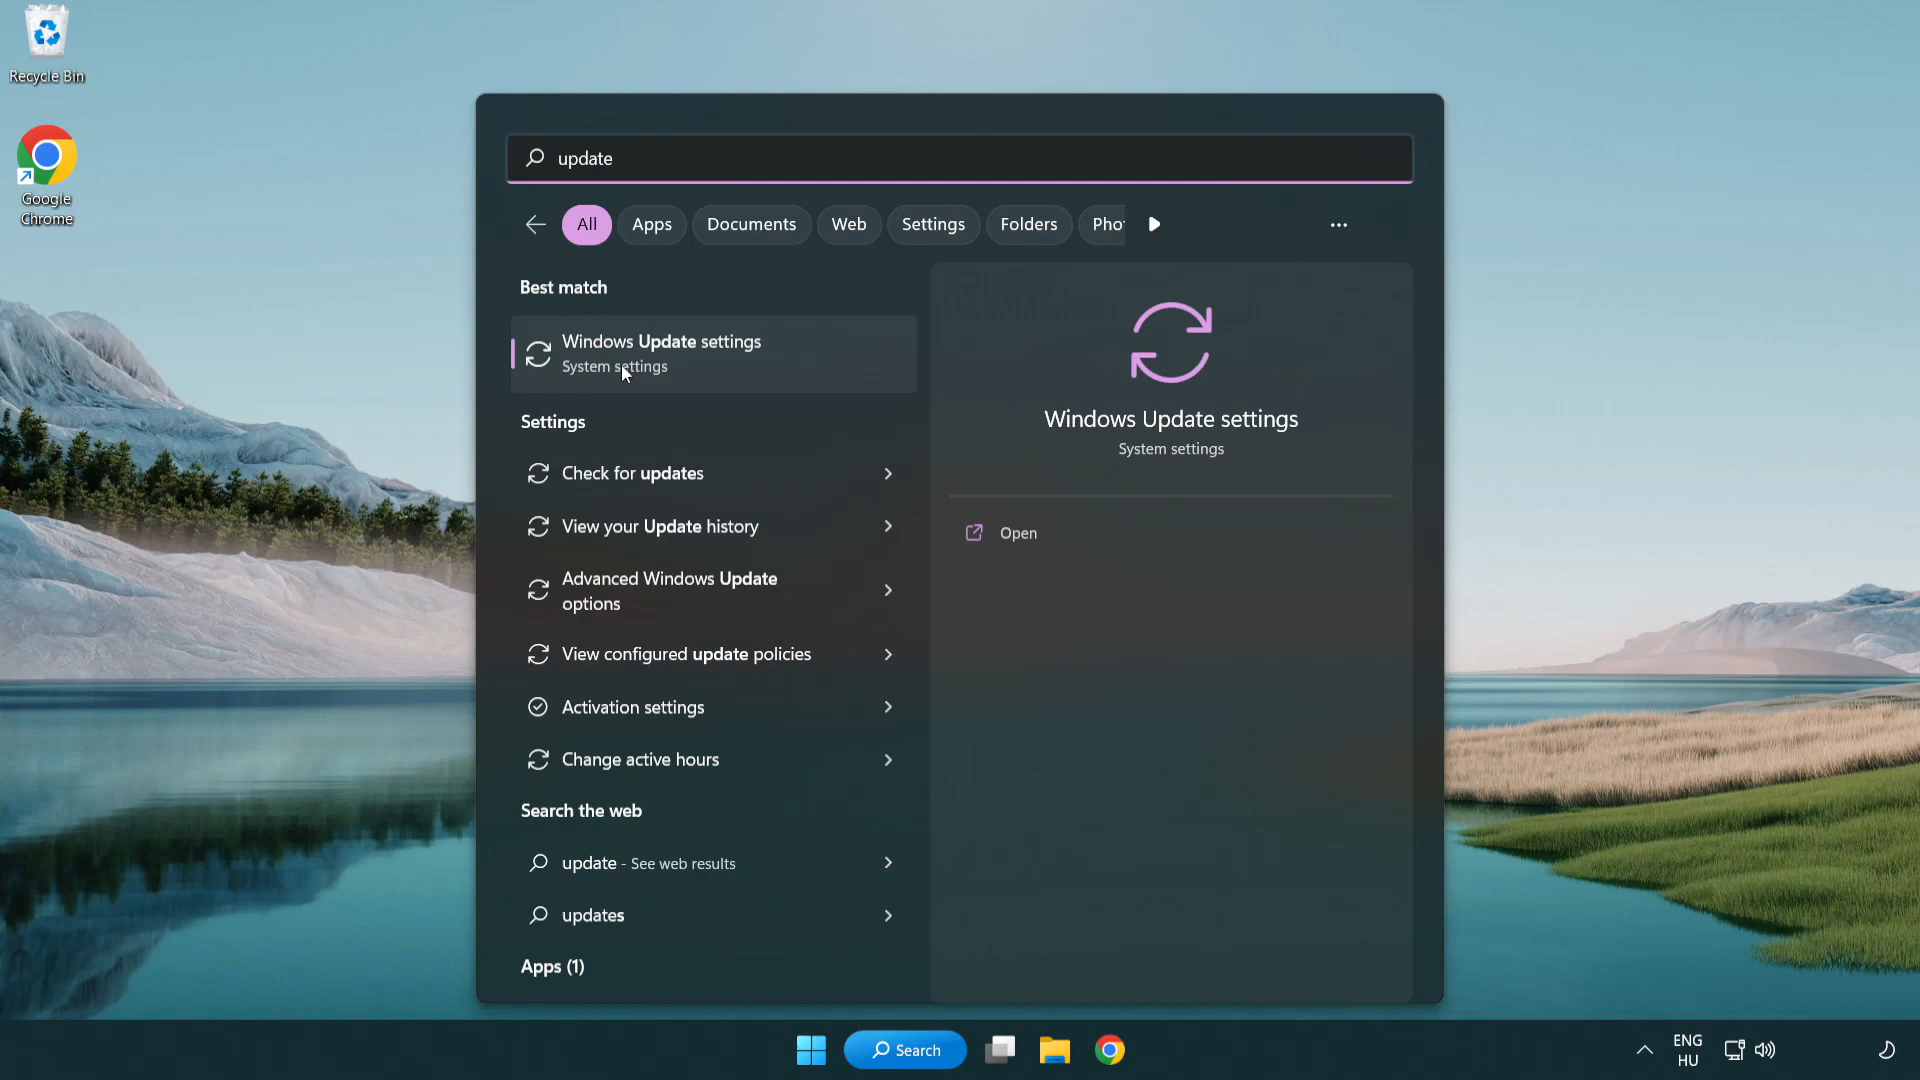 Recycle Bin
Google
Chrome
update
All
Apps
Documents
Web
Settings
Folders
Pho
Best match
Windows Update settings
System settings
Settings
Check for updates
View your Update history
Advanced Windows Update
options
View configured update policies
Activation settings
Change active hours
Search the web
update - See web results
updates
Apps (1)
Windows Update settings
System settings
Open
Search
ENG
HU